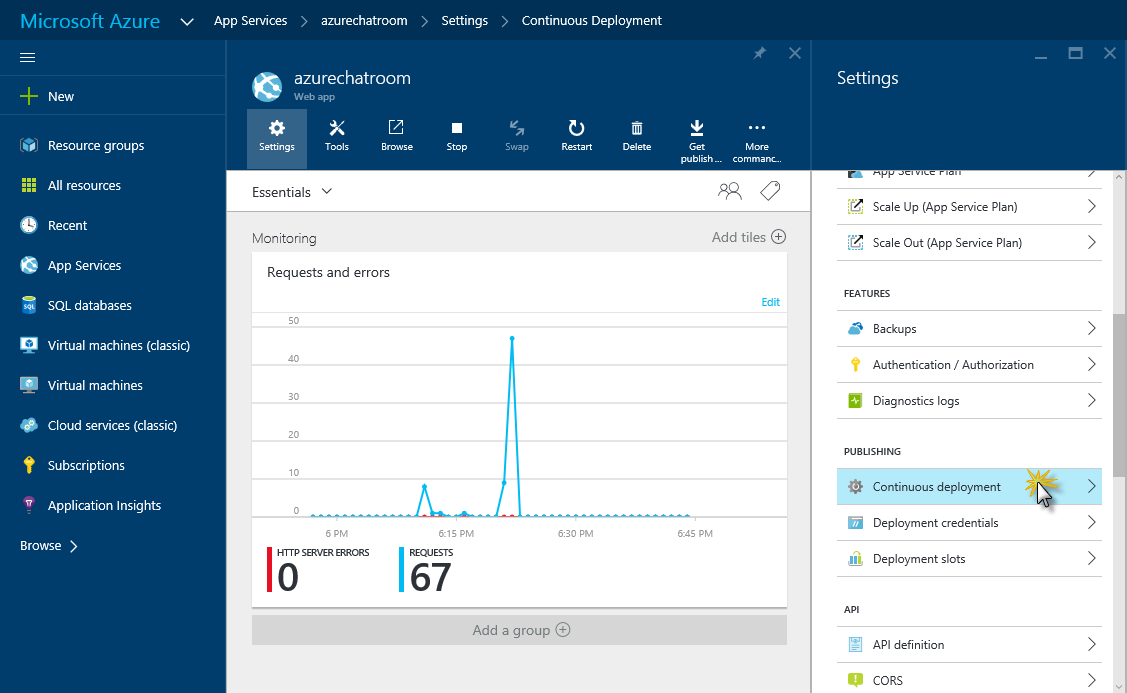 Microsoft Azure
App Services
azurechatroom
Settings
Continuous Deployment
New
Resource groups
All resources
Recent
App Services
SQL databases
Virtual machines (classic)
Virtual machines
Cloud services (classic)
Subscriptions
Application Insights
Browse
azurechatroom
Web app
Settings
Tools
Browse
Stop
Swap
Restart
Delete
Get
publish ...
More
commanc...
Essentials
Monitoring
Add tiles
Requests and errors
Edit
50
40
30
20
10
0
6 PM
6:15 PM
6:30 PM
6:45 PM
HTTP SERVER ERRORS
0
REQUESTS
67
Add a group
Settings
App Service Plan
Scale Up (App Service Plan)
Scale Out (App Service Plan)
FEATURES
Backups
Authentication / Authorization
Diagnostics logs
PUBLISHING
Continuous deployment
Deployment credentials
Deployment slots
API
API definition
CORS